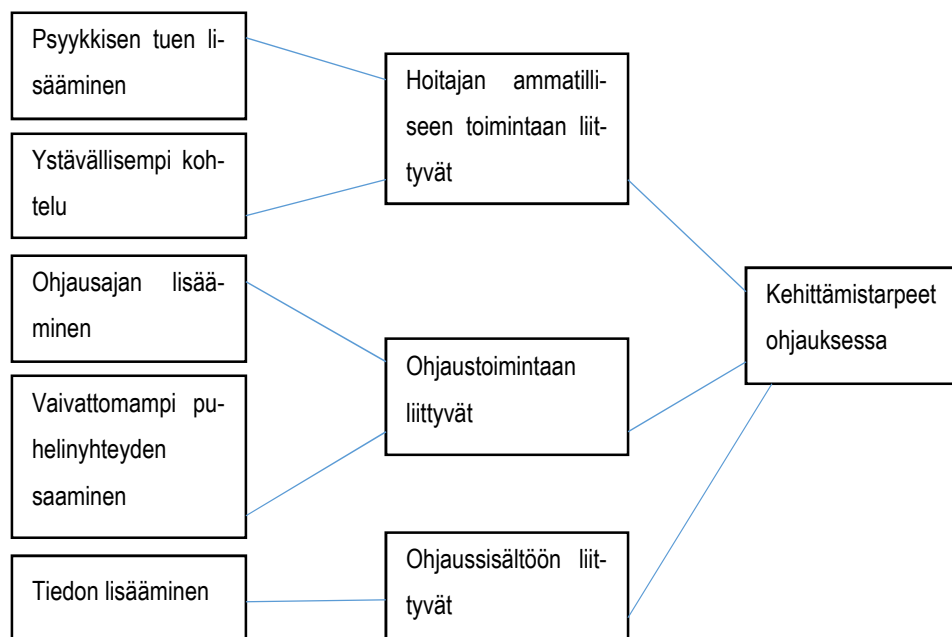 Psyykkisen tuen li-
sääminen
Ystävällisempi koh-
telu
Ohjausajan lisää-
minen
Vaivattomampi pu-
helinyhteyden
saaminen
Tiedon lisääminen
Hoitajan ammatilli-
seen toimintaan liit-
tyvät
Ohjaustoimintaan
liittyvät
Ohjaussisältöön liit-
tyvät
Kehittämistarpeet
ohjauksessa